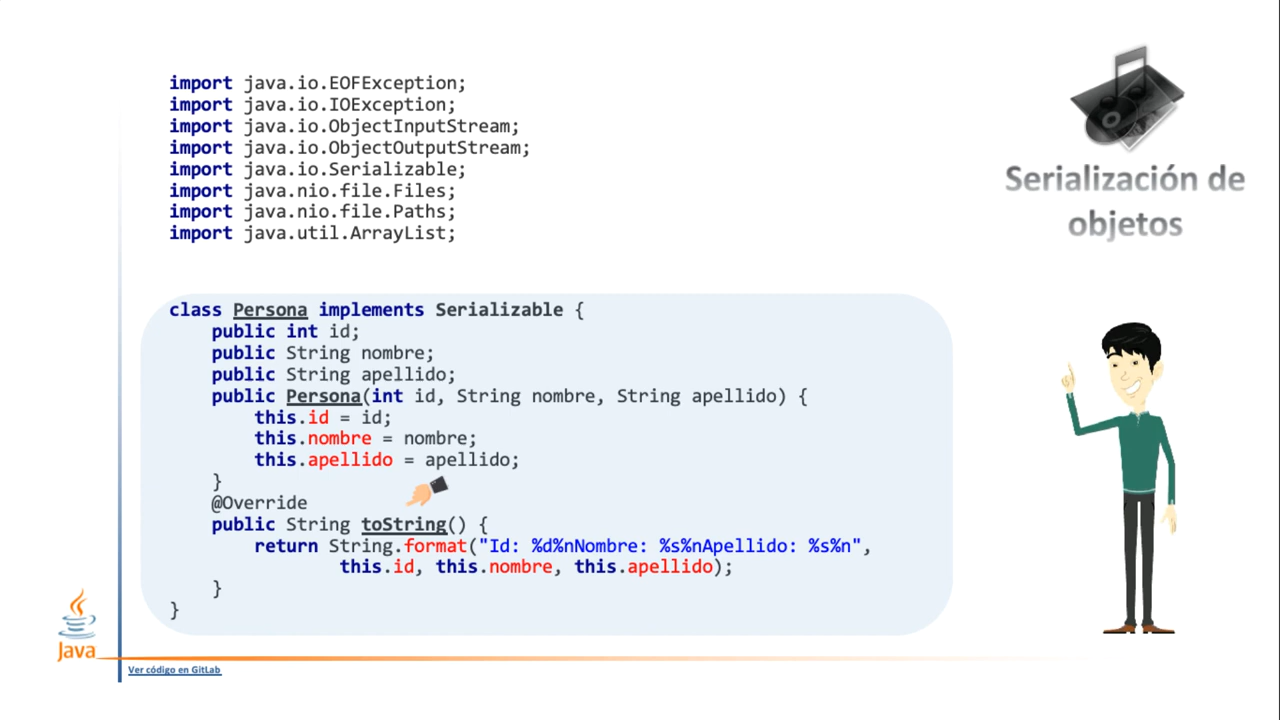 import java.io.EOFException;
import java.io.IOException;
import java.io.ObjectInputStream;
import java.io.ObjectOutputStream;
import java.io.Serializable;
import java.nio.file.Files;
import java.nio.file.Paths;
import java.util.ArrayList;
Serialización de
objetos
class Persona implements Serializable {
    public int id;
    public String nombre;
    public String apellido;
    public Persona(int id, String nombre, String apellido) {
        this.id = id;
        this.nombre = nombre;
        this.apellido = apellido;
    }
    @Override
    public String toString() {
        return String.format("Id: %d%nNombre: %s%nApellido: %s%n",
                this.id, this.nombre, this.apellido);
    }
}
Java
Ver código en GitLab